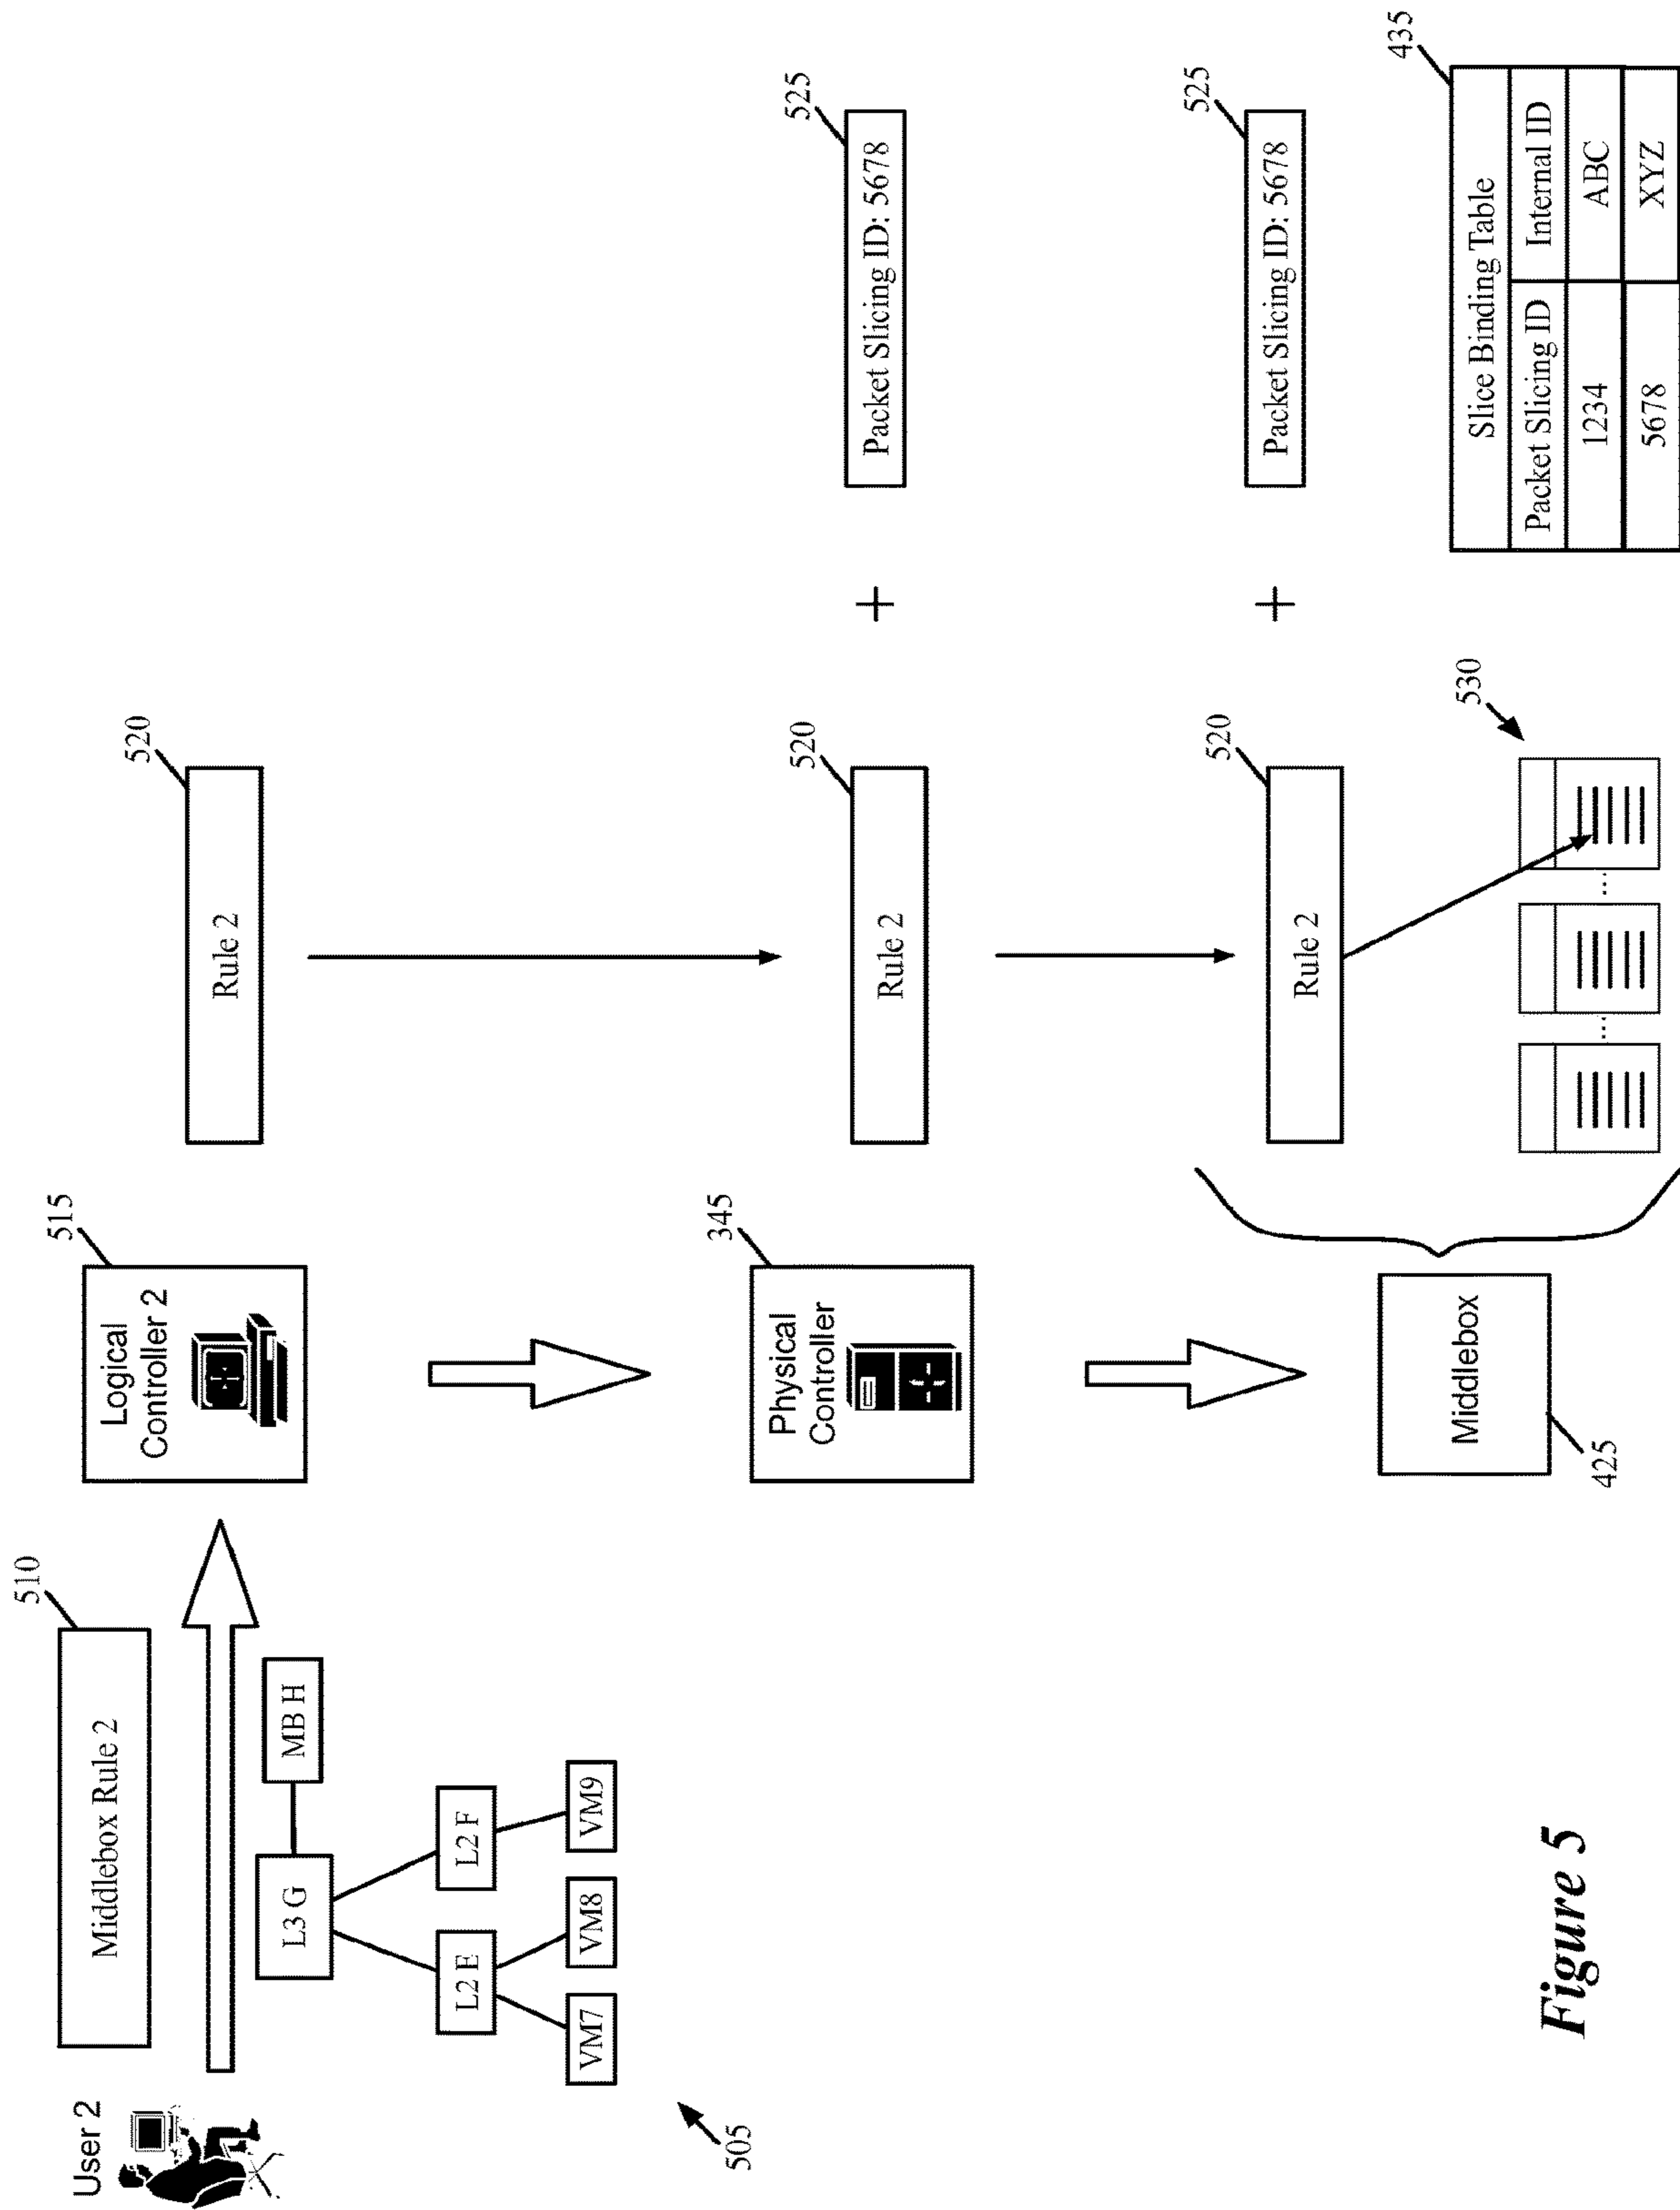 User 2
Middlebox Rule 2
510
L3 G
MB H
L2 E
L2 F
VM7
VM8
VM9
505
Logical
Controller 2
515
Rule 2
520
Physical
Controller
345
Rule 2
520
+
Packet Slicing ID: 5678
525
Middlebox
425
Rule 2
520
+
Packet Slicing ID: 5678
525
...
...
530
Slice Binding Table
Packet Slicing ID
Internal ID
1234
ABC
5678
XYZ
435
Figure 5